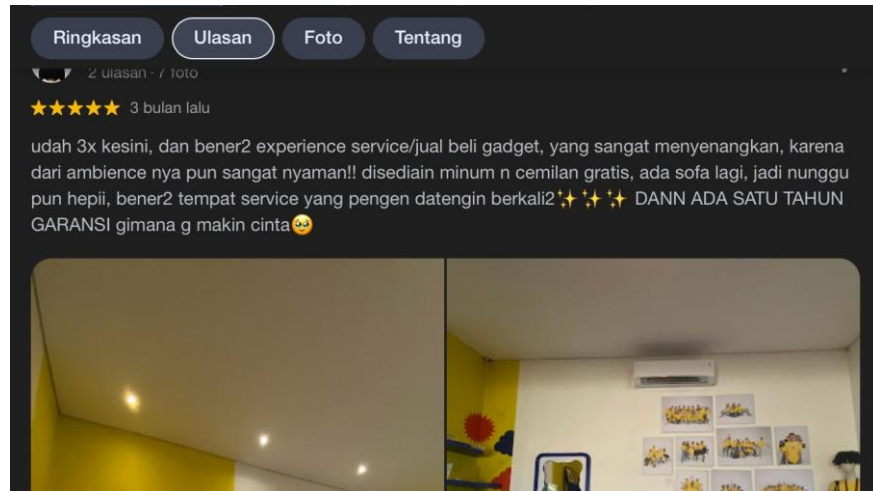 Ringkasan
Ulasan
Foto
Tentang
2 ulasan · 7 foto
3 bulan lalu
udah 3x kesini, dan bener2 experience service/jual beli gadget, yang sangat menyenangkan, karena
dari ambience nya pun sangat nyaman!! disediain minum n cemilan gratis, ada sofa lagi, jadi nunggu
pun hepii, bener2 tempat service yang pengen datengin berkali2✨✨✨ DANN ADA SATU TAHUN
GARANSI gimana g makin cinta🥹